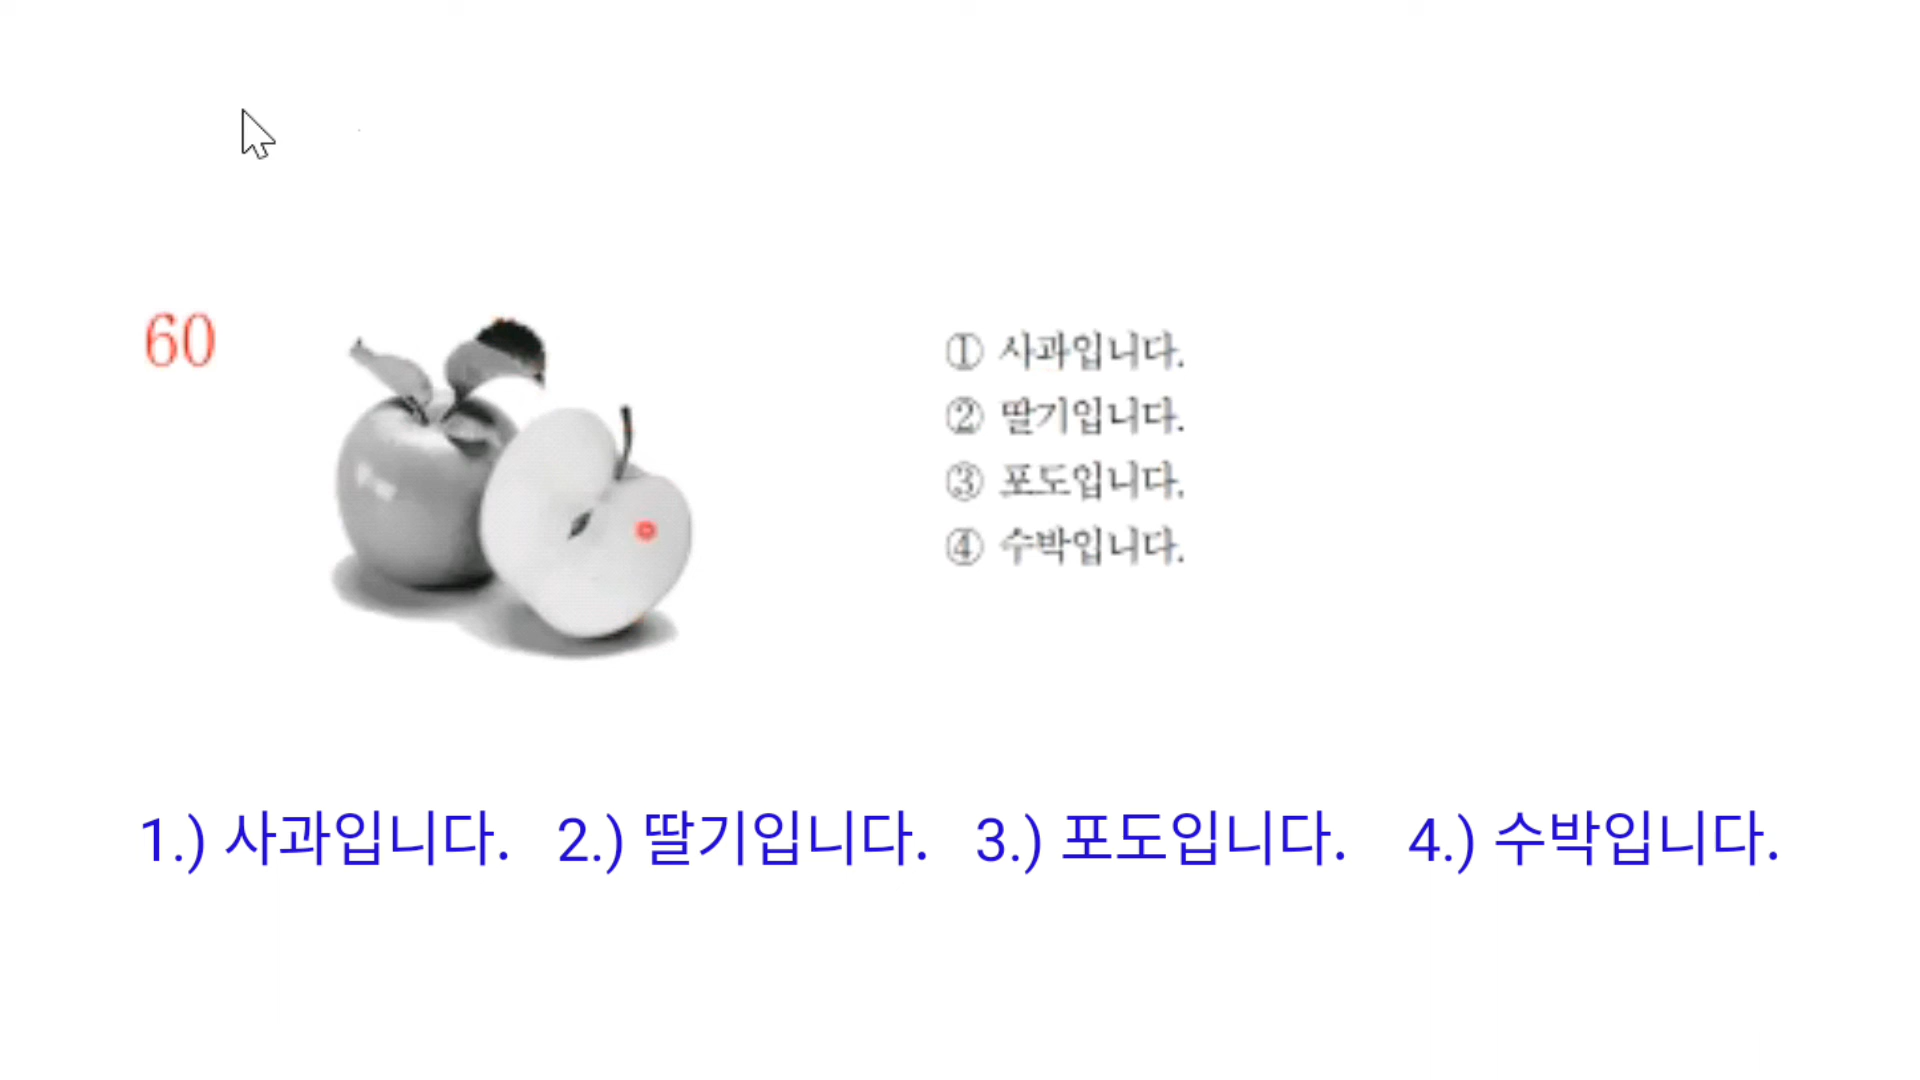 60
① 사과입니다.
② 딸기입니다.
③ 포도입니다.
④ 수박입니다.
1.) 사과입니다. 2.) 딸기입니다. 3.) 포도입니다. 4.) 수박입니다.